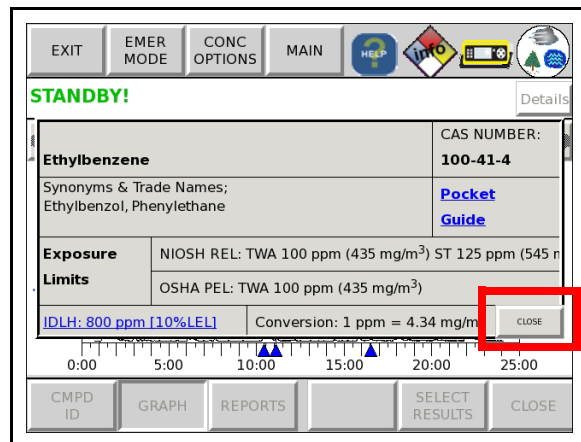 EXIT
EMER
MODE
CONC
OPTIONS
MAIN
HELP
info
STANDBY!
Details
Ethylbenzene
CAS NUMBER:
100-41-4
Synonyms & Trade Names;
Ethylbenzol, Phenylethane
Pocket
Guide
Exposure
Limits
NIOSH REL: TWA 100 ppm (435 mg/m³) ST 125 ppm (545 m
OSHA PEL: TWA 100 ppm (435 mg/m³)
IDLH: 800 ppm [10%LEL]
Conversion: 1 ppm = 4.34 mg/m
CLOSE
0:00 5:00 10:00 15:00 20:00 25:00
CMPD
ID
GRAPH
REPORTS
SELECT
RESULTS
CLOSE